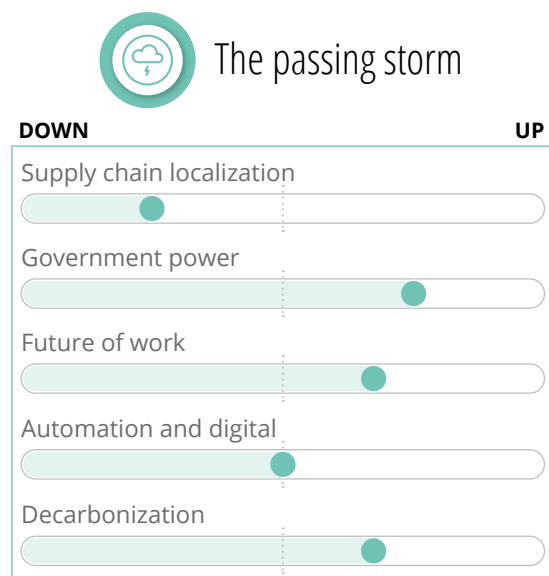 The passing storm
DOWN UP
Supply chain localization
Government power
Future of work
Automation and digital
Decarbonization